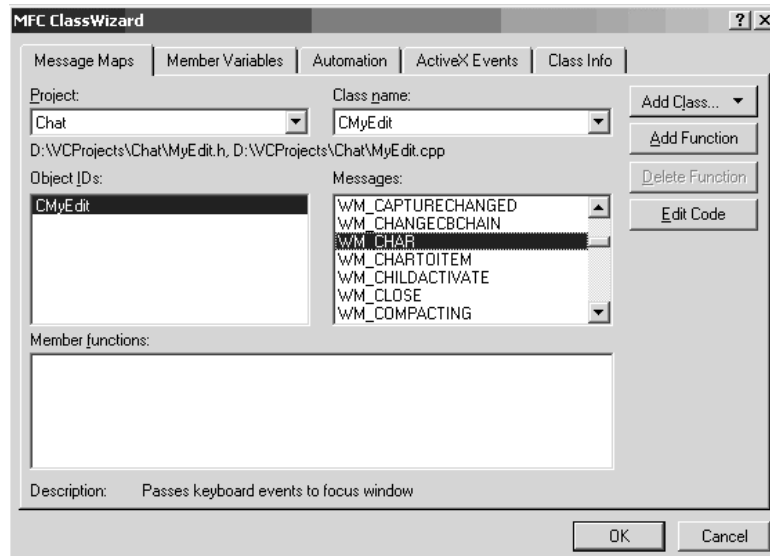 MFC ClassWizard
Message Maps
Member Variables
Automation
ActiveX Events
Class Info
Project:
Chat
Class name:
CMyEdit
Add Class...
Add Function
Delete Function
Edit Code
D:\VCProjects\Chat\MyEdit.h, D:\VCProjects\Chat\MyEdit.cpp
Object IDs:
CMyEdit
Messages:
WM_CAPTURECHANGED
WM_CHANGECBCHAIN
WM_CHAR
WM_CHARTOITEM
WM_CHILDACTIVATE
WM_CLOSE
WM_COMPACTING
Member functions:
Description: Passes keyboard events to focus window
OK
Cancel